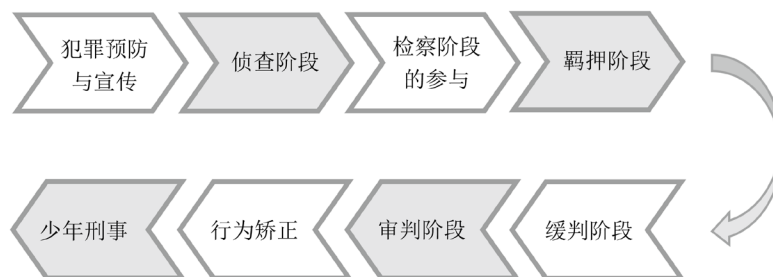 犯罪预防
与宣传
侦查阶段
检察阶段
的参与
羁押阶段
缓判阶段
审判阶段
行为矫正
少年刑事